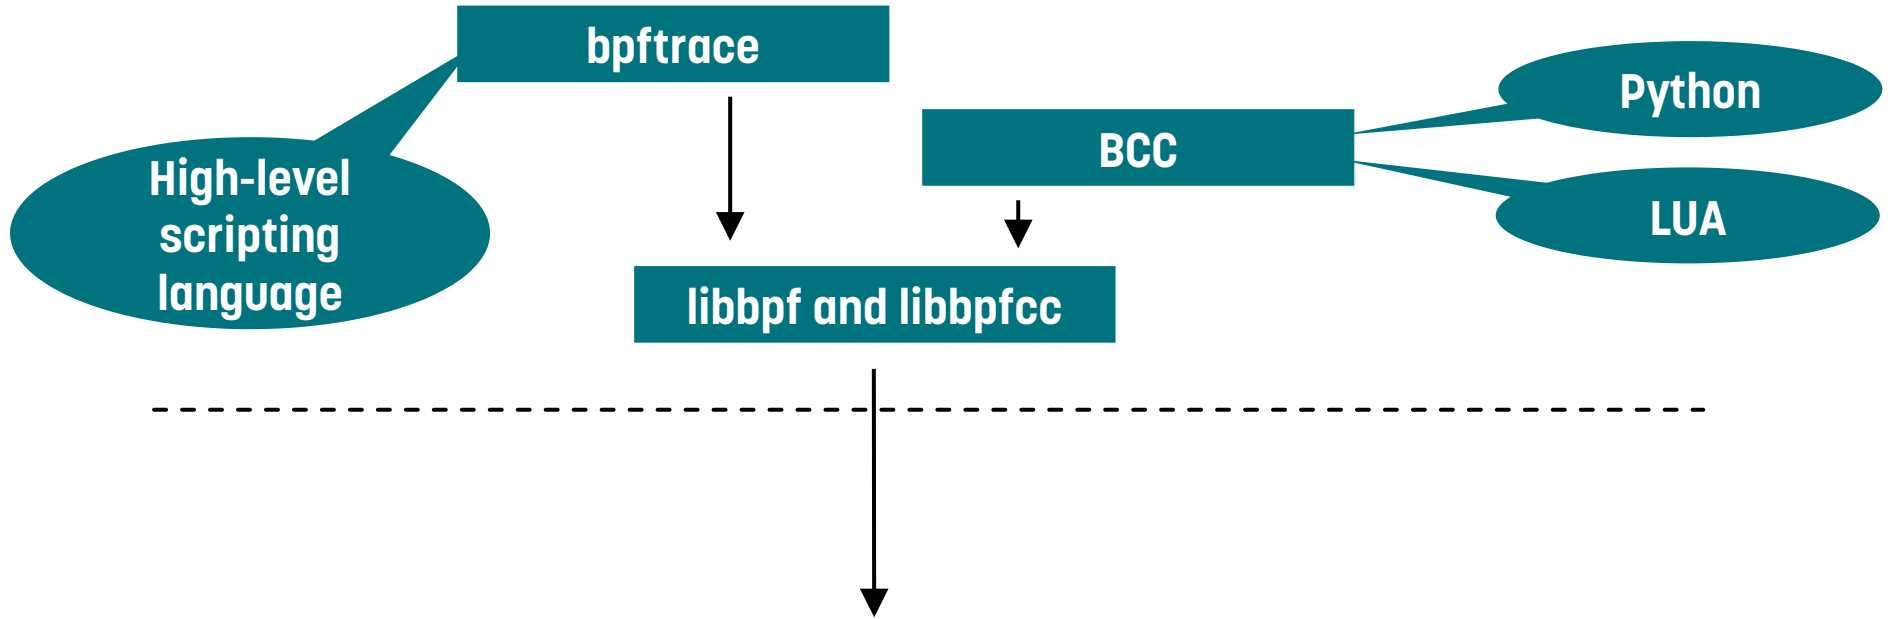 bpftrace
Python
BCC
High-level
scripting
language
LUA
libbpf and libbpfcc